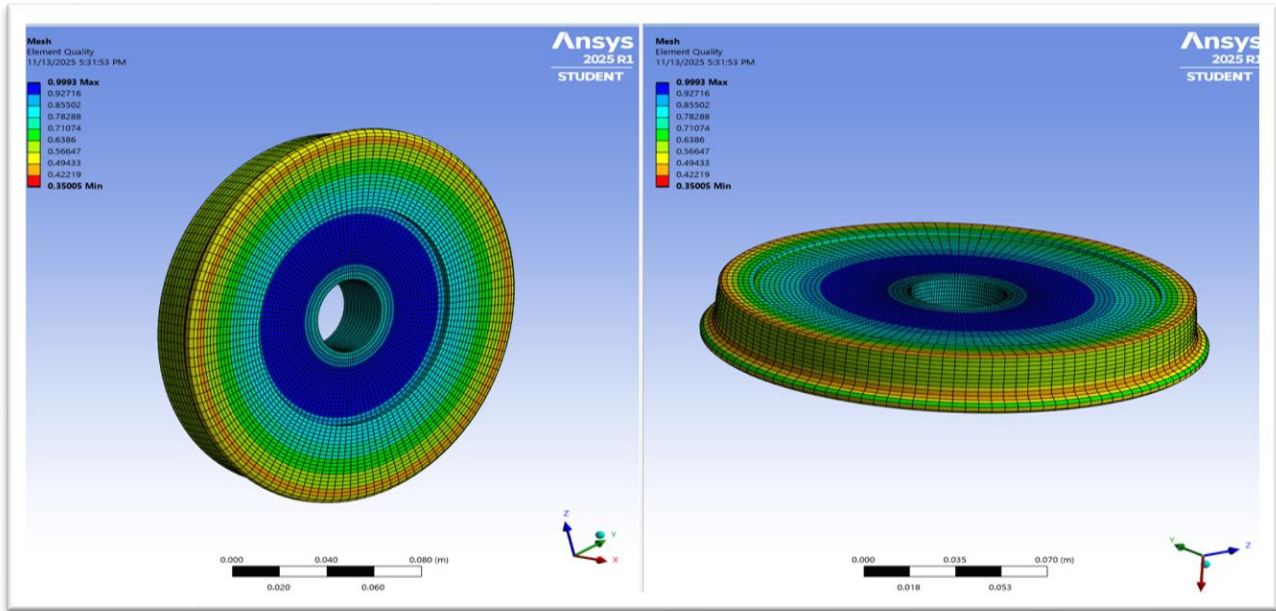 Mesh
Element Quality
11/13/2025 5:31:53 PM
0.9993 Max
0.92716
0.85502
0.78288
0.71074
0.6386
0.56647
0.49433
0.42219
0.35005 Min
Ansys
2025 R1
STUDENT
Z
Y
X
0.000 0.040 0.080 (m)
0.020 0.060
Mesh
Element Quality
11/13/2025 5:31:53 PM
0.9993 Max
0.92716
0.85502
0.78288
0.71074
0.6386
0.56647
0.49433
0.42219
0.35005 Min
Ansys
2025 R1
STUDENT
Y
Z
0.000 0.035 0.070 (m)
0.018 0.053